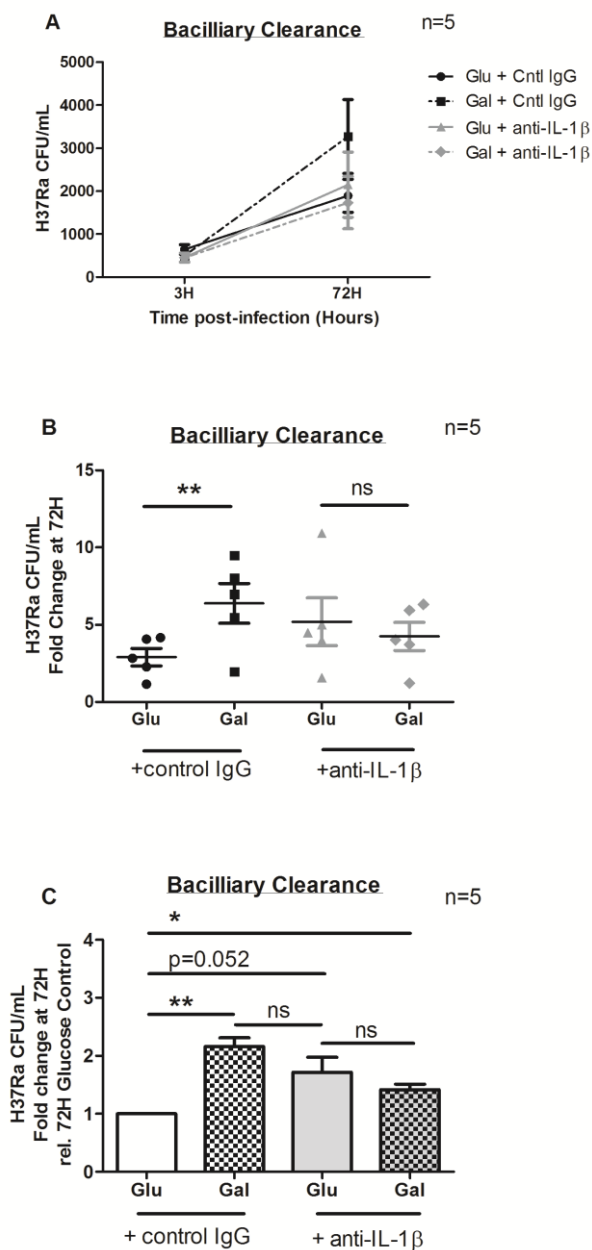 A
Bacilliary Clearance
n=5
5000
4000
3000
2000
1000
0
H37Ra CFU/mL
3H
72H
Time post-infection (Hours)
Glu + Cntl IgG
Gal + Cntl IgG
Glu + anti-IL-1β
Gal + anti-IL-1β
B
Bacilliary Clearance
n=5
15
10
5
0
H37Ra CFU/mL
Fold Change at 72H
**
ns
Glu
Gal
Glu
Gal
+control IgG
+anti-IL-1β
C
Bacilliary Clearance
n=5
4
3
2
1
0
H37Ra CFU/mL
Fold change at 72H
rel. 72H Glucose Control
*
p=0.052
**
ns
ns
Glu
Gal
Glu
Gal
+ control IgG
+ anti-IL-1β